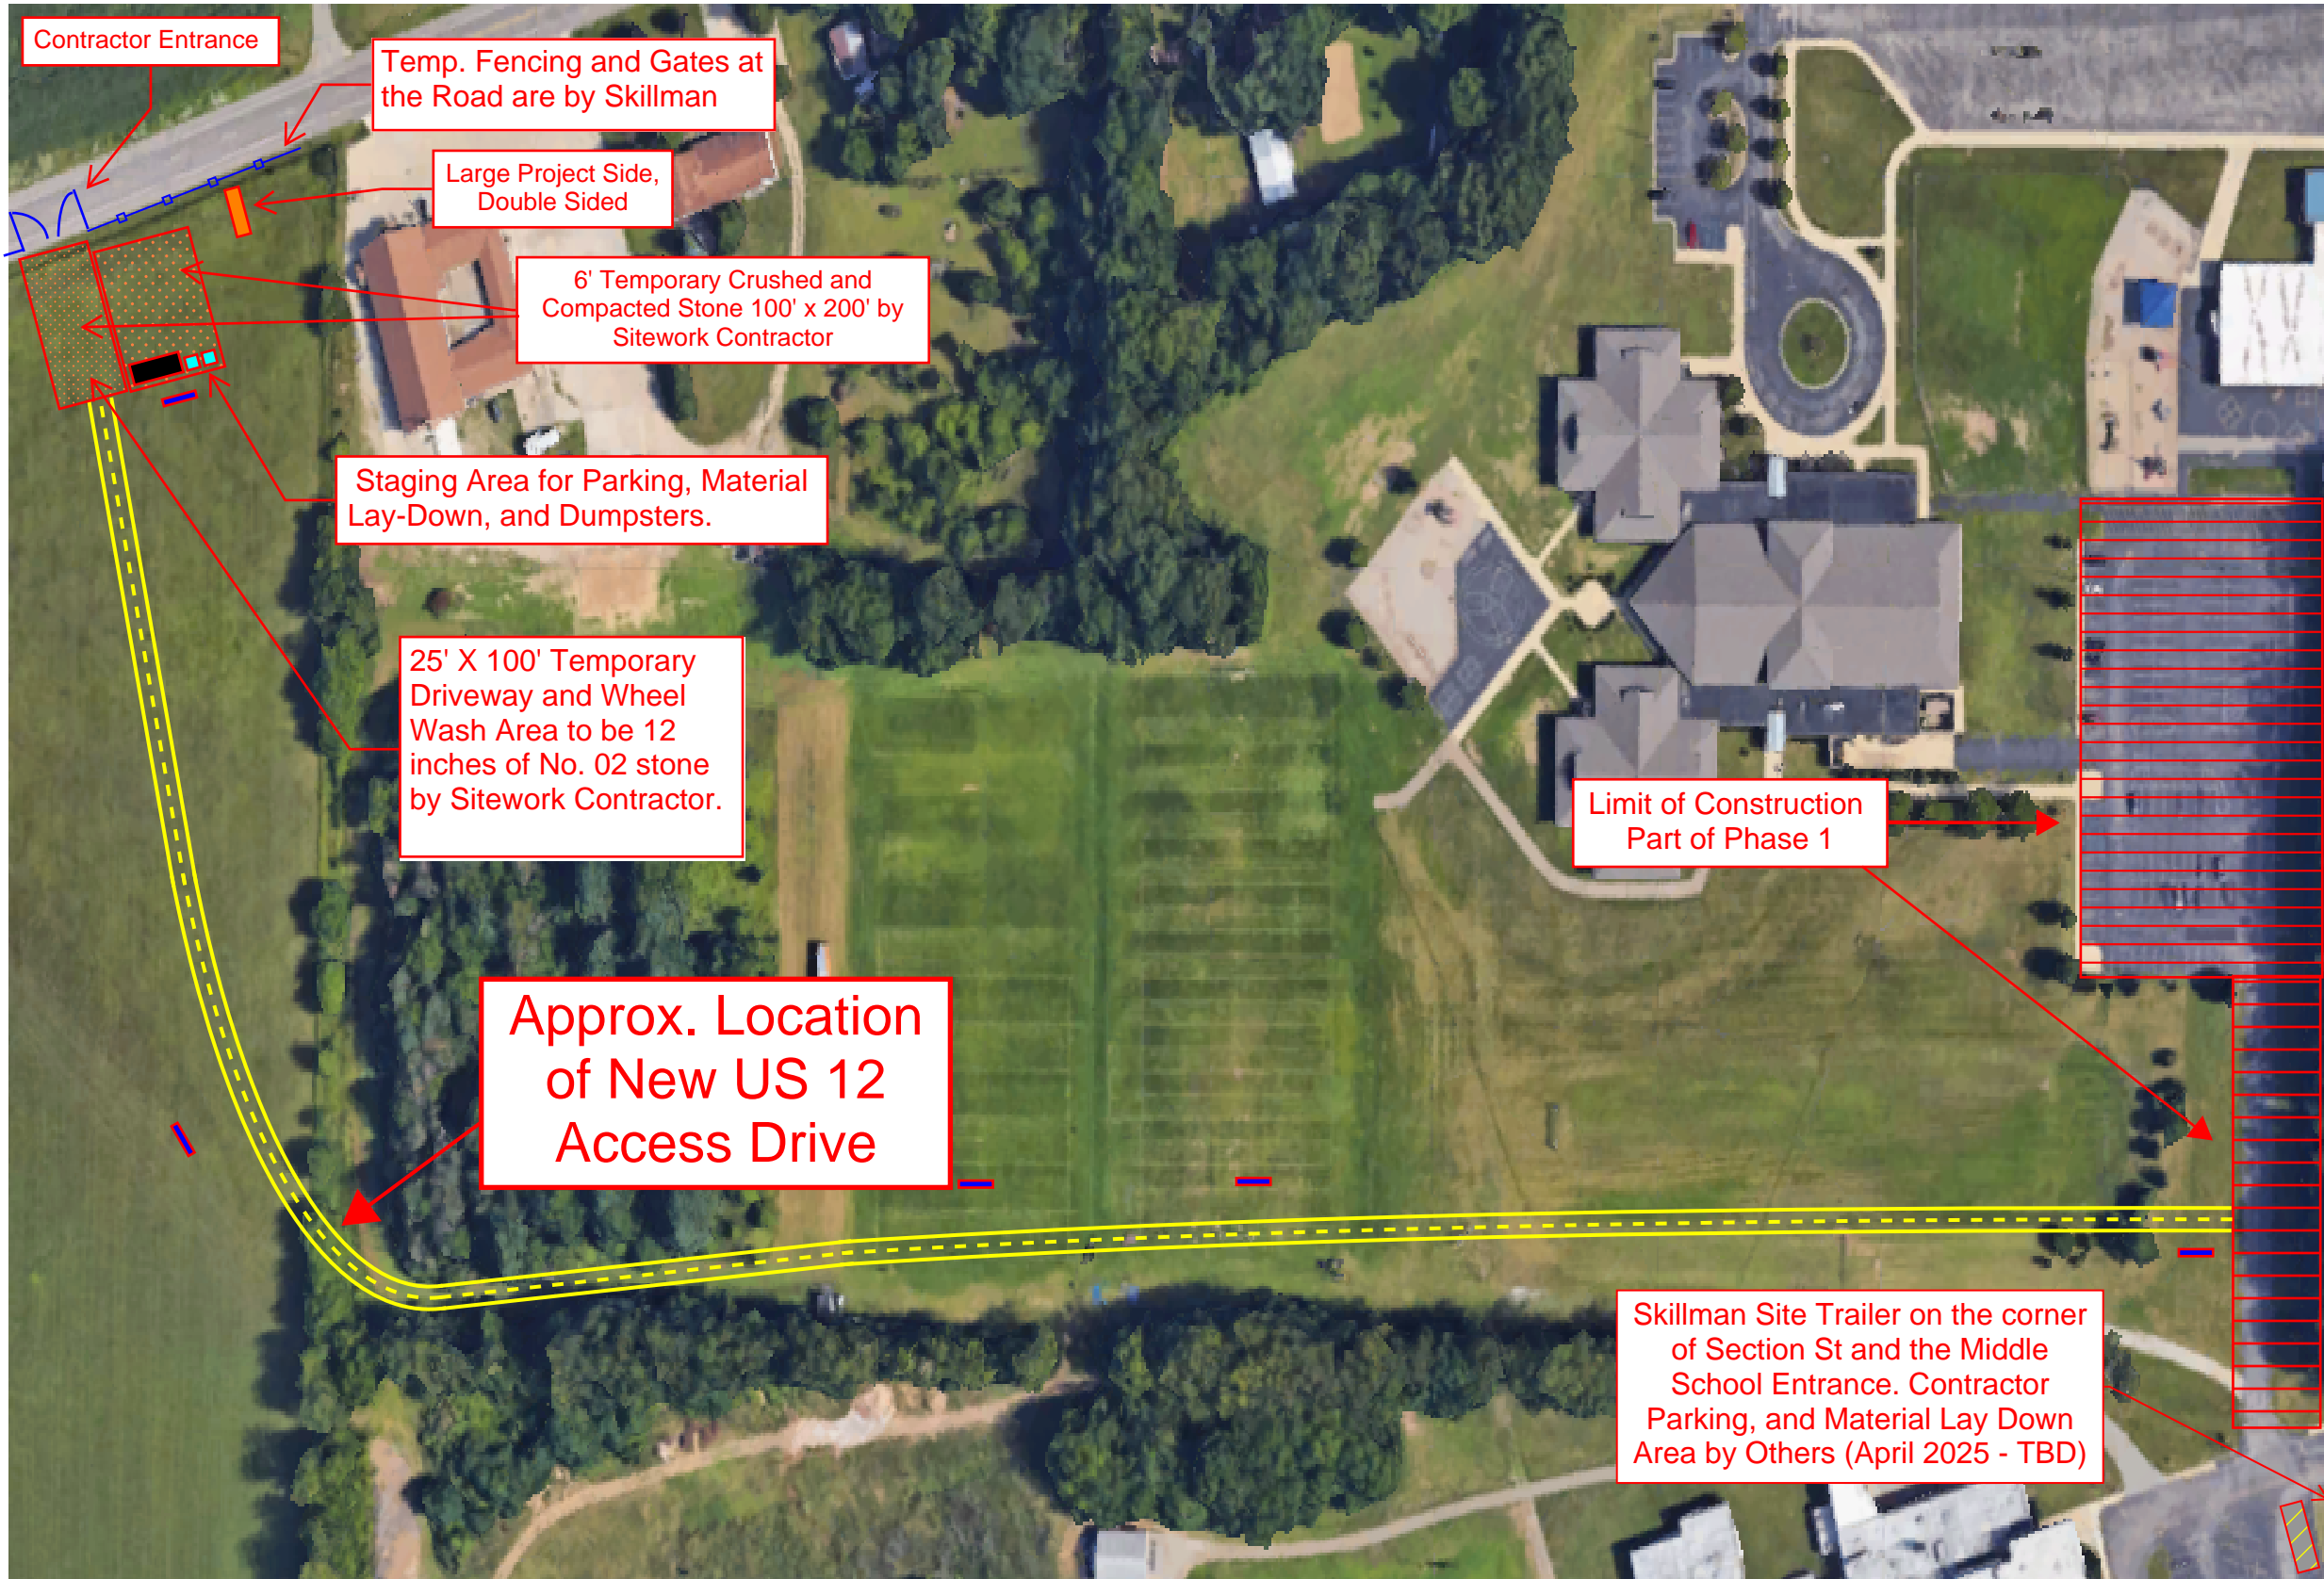 Contractor Entrance
Temp. Fencing and Gates at
the Road are by Skillman
Large Project Side,
Double Sided
6' Temporary Crushed and
Compacted Stone 100' x 200' by
Sitework Contractor
Staging Area for Parking, Material
Lay-Down, and Dumpsters.
25' X 100' Temporary
Driveway and Wheel
Wash Area to be 12
inches of No. 02 stone
by Sitework Contractor.
Limit of Construction
Part of Phase 1
Approx. Location
of New US 12
Access Drive
Skillman Site Trailer on the corner
of Section St and the Middle
School Entrance. Contractor
Parking, and Material Lay Down
Area by Others (April 2025 - TBD)